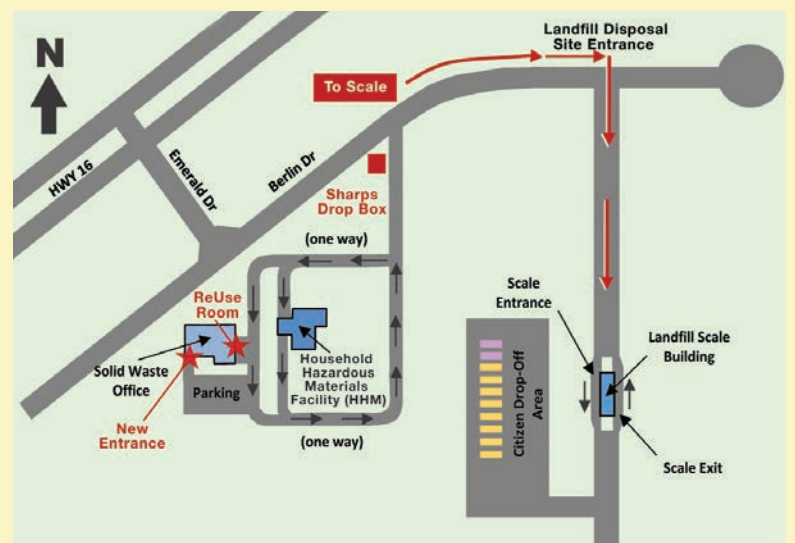 Landfill Disposal
Site Entrance
N
To Scale
HWY 16
Emerald Dr
Berlin Dr
Sharps
Drop Box
(one way)
ReUse
Room
Scale
Entrance
Landfill Scale
Building
Solid Waste
Office
Household
Hazardous
Materials
Facility (HHM)
Parking
Citizen Drop-Off
Area
New
Entrance
(one way)
Scale Exit